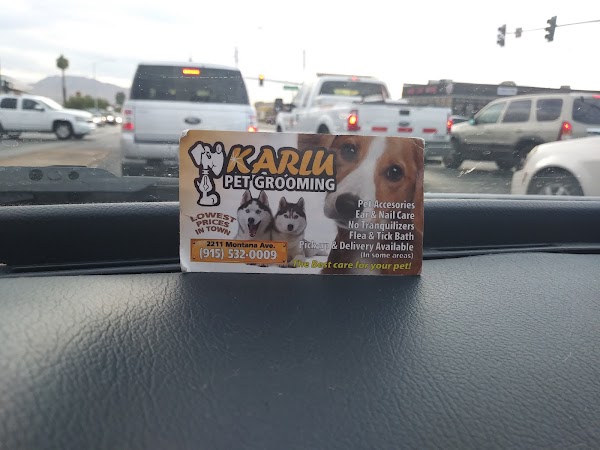 KARLU
PET GROOMING
LOWEST
PRICES
IN TOWN
2211 Montana Ave.
(915) 532-0009
Pet Accesories
Ear & Nail Care
No Tranquilizers
Flea & Tick Bath
Pick-up & Delivery Available
(In some areas)
The Best care for your pet!